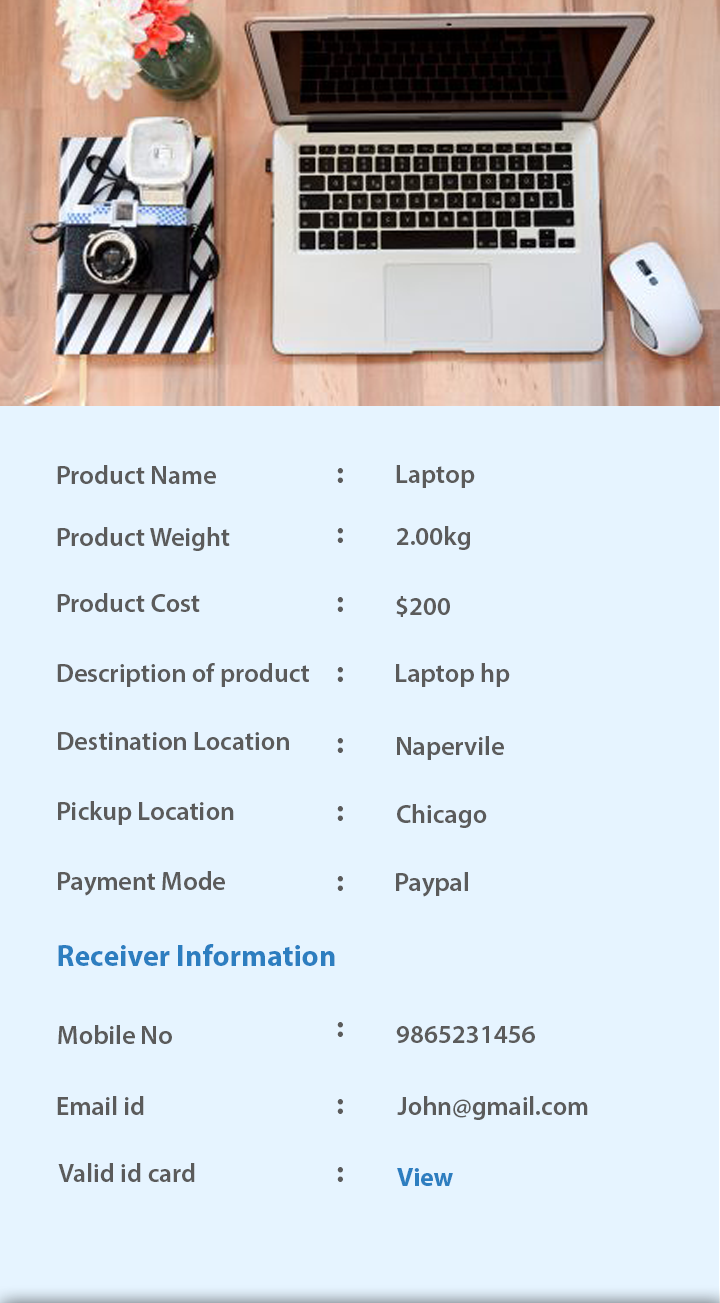 Product Name : Laptop
Product Weight : 2.00kg
Product Cost : $200
Description of product : Laptop hp
Destination Location : Napervile
Pickup Location : Chicago
Payment Mode : Paypal
Receiver Information
Mobile No : 9865231456
Email id : John@gmail.com
Valid id card : View